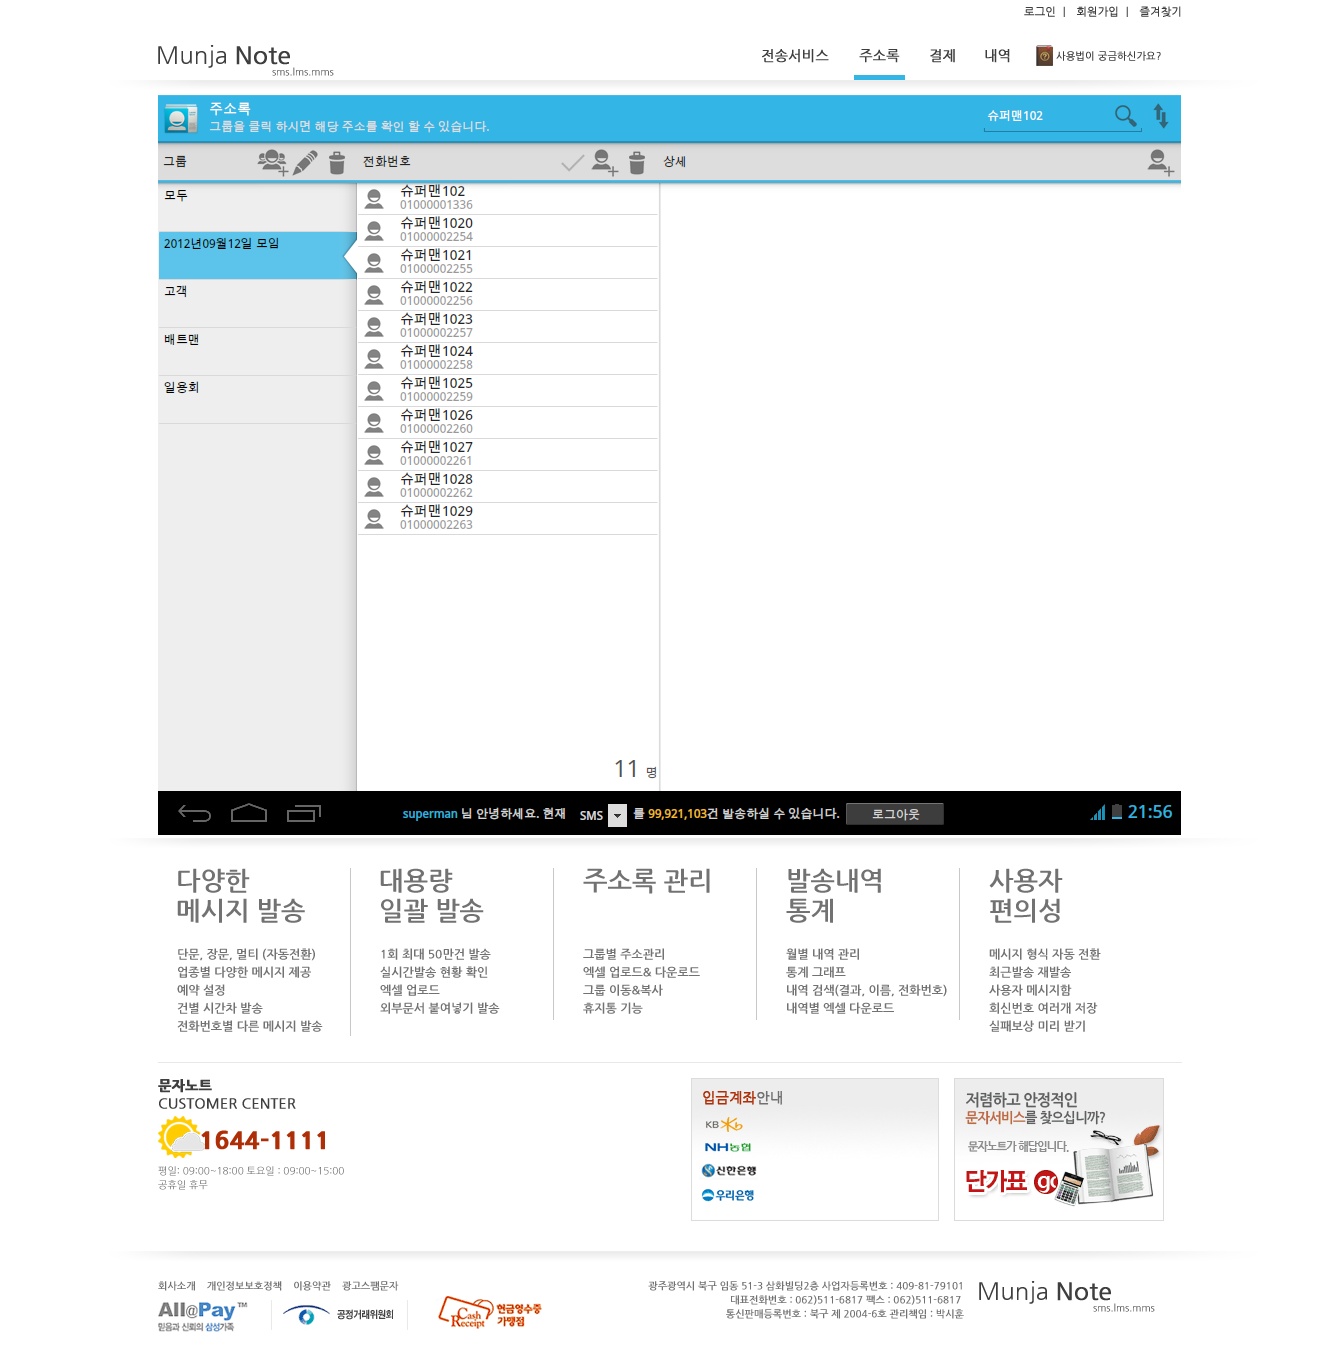 로그인 | 회원가입 | 즐겨찾기
Munja Note
sms.lms.mms
전송서비스 주소록 결제 내역 사용법이 궁금하신가요?
주소록
그룹을 클릭 하시면 해당 주소를 확인 할 수 있습니다.
슈퍼맨102
그룹 전화번호 상세
모두
2012년09월12일 모임
고객
배트맨
일용회
슈퍼맨102
01000001336
슈퍼맨1020
01000002254
슈퍼맨1021
01000002255
슈퍼맨1022
01000002256
슈퍼맨1023
01000002257
슈퍼맨1024
01000002258
슈퍼맨1025
01000002259
슈퍼맨1026
01000002260
슈퍼맨1027
01000002261
슈퍼맨1028
01000002262
슈퍼맨1029
01000002263
11 명
superman 님 안녕하세요. 현재 SMS 를 99,921,103건 발송하실 수 있습니다. 로그아웃
21:56
다양한
메시지 발송
단문, 장문, 멀티 (자동전환)
업종별 다양한 메시지 제공
예약 설정
건별 시간차 발송
전화번호별 다른 메시지 발송
대용량
일괄 발송
1회 최대 50만건 발송
실시간발송 현황 확인
엑셀 업로드
외부문서 붙여넣기 발송
주소록 관리
그룹별 주소관리
엑셀 업로드& 다운로드
그룹 이동&복사
휴지통 기능
발송내역
통계
월별 내역 관리
통계 그래프
내역 검색(결과, 이름, 전화번호)
내역별 엑셀 다운로드
사용자
편의성
메시지 형식 자동 전환
최근발송 재발송
사용자 메시지함
회신번호 여러개 저장
실패보상 미리 받기
문자노트
CUSTOMER CENTER
1644-1111
평일: 09:00~18:00 토요일 : 09:00~15:00
공휴일 휴무
입금계좌안내
KB
NH농협
신한은행
우리은행
저렴하고 안정적인
문자서비스를 찾으십니까?
문자노트가 해답입니다.
단가표 go
회사소개 개인정보보호정책 이용약관 광고스팸문자
All@Pay™
믿음과 신뢰의 삼성가족
공정거래위원회
Cash Receipt
현금영수증
가맹점
광주광역시 북구 임동 51-3 삼화빌딩2층 사업자등록번호 : 409-81-79101
대표전화번호 : 062)511-6817 팩스 : 062)511-6817
통신판매등록번호 : 북구 제 2004-6호 관리책임 : 박시훈
Munja Note
sms.lms.mms